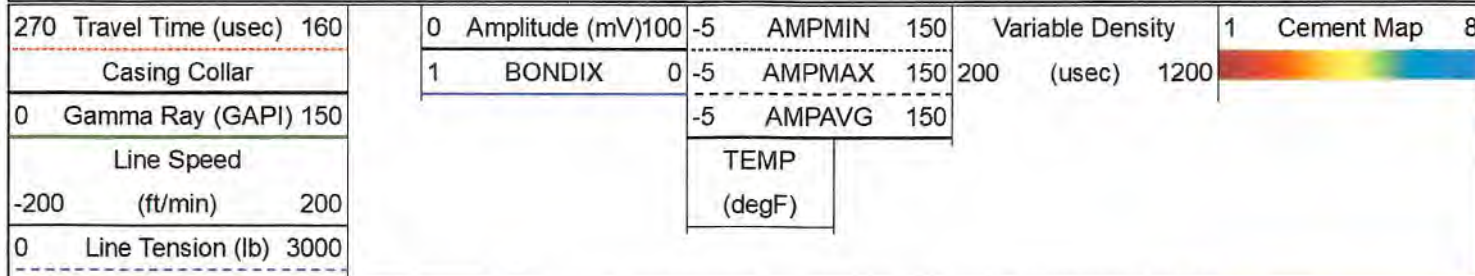 270 Travel Time (usec) 160 0 Amplitude (mV)100 -5 AMPMIN 150 Variable Density 1 Cement Map 8
Casing Collar 1 BONDIX 0 -5 AMPMAX 150 200 (usec) 1200
0 Gamma Ray (GAPI) 150 -5 AMPAVG 150
Line Speed TEMP
-200 (ft/min) 200 (degF)
0 Line Tension (lb) 3000